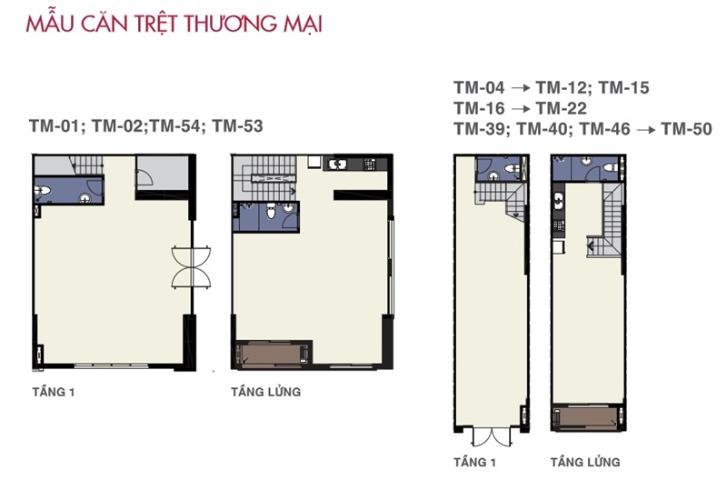 MẪU CĂN TRỆT THƯƠNG MẠI
TM-01; TM-02;TM-54; TM-53
TẦNG 1
TẦNG LỬNG
TM-04 → TM-12; TM-15
TM-16 → TM-22
TM-39; TM-40; TM-46 → TM-50
TẦNG 1
TẦNG LỬNG